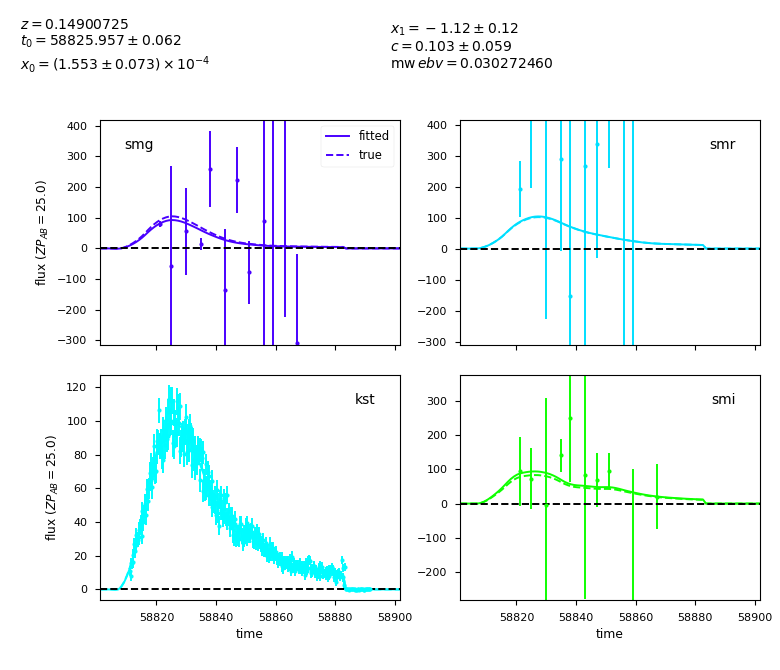 z = 0.14900725
t₀ = 58825.957 ± 0.062
x₀ = (1.553 ± 0.073) × 10⁻⁴
x₁ = −1.12 ± 0.12
c = 0.103 ± 0.059
mw ebv = 0.030272460
400
300
200
100
0
−100
−200
−300
flux (ZP_AB = 25.0)
smg
fitted
true
400
300
200
100
0
−100
−200
−300
smr
120
100
80
60
40
20
0
flux (ZP_AB = 25.0)
kst
58820
58840
58860
58880
58900
time
300
200
100
0
−100
−200
smi
58820
58840
58860
58880
58900
time